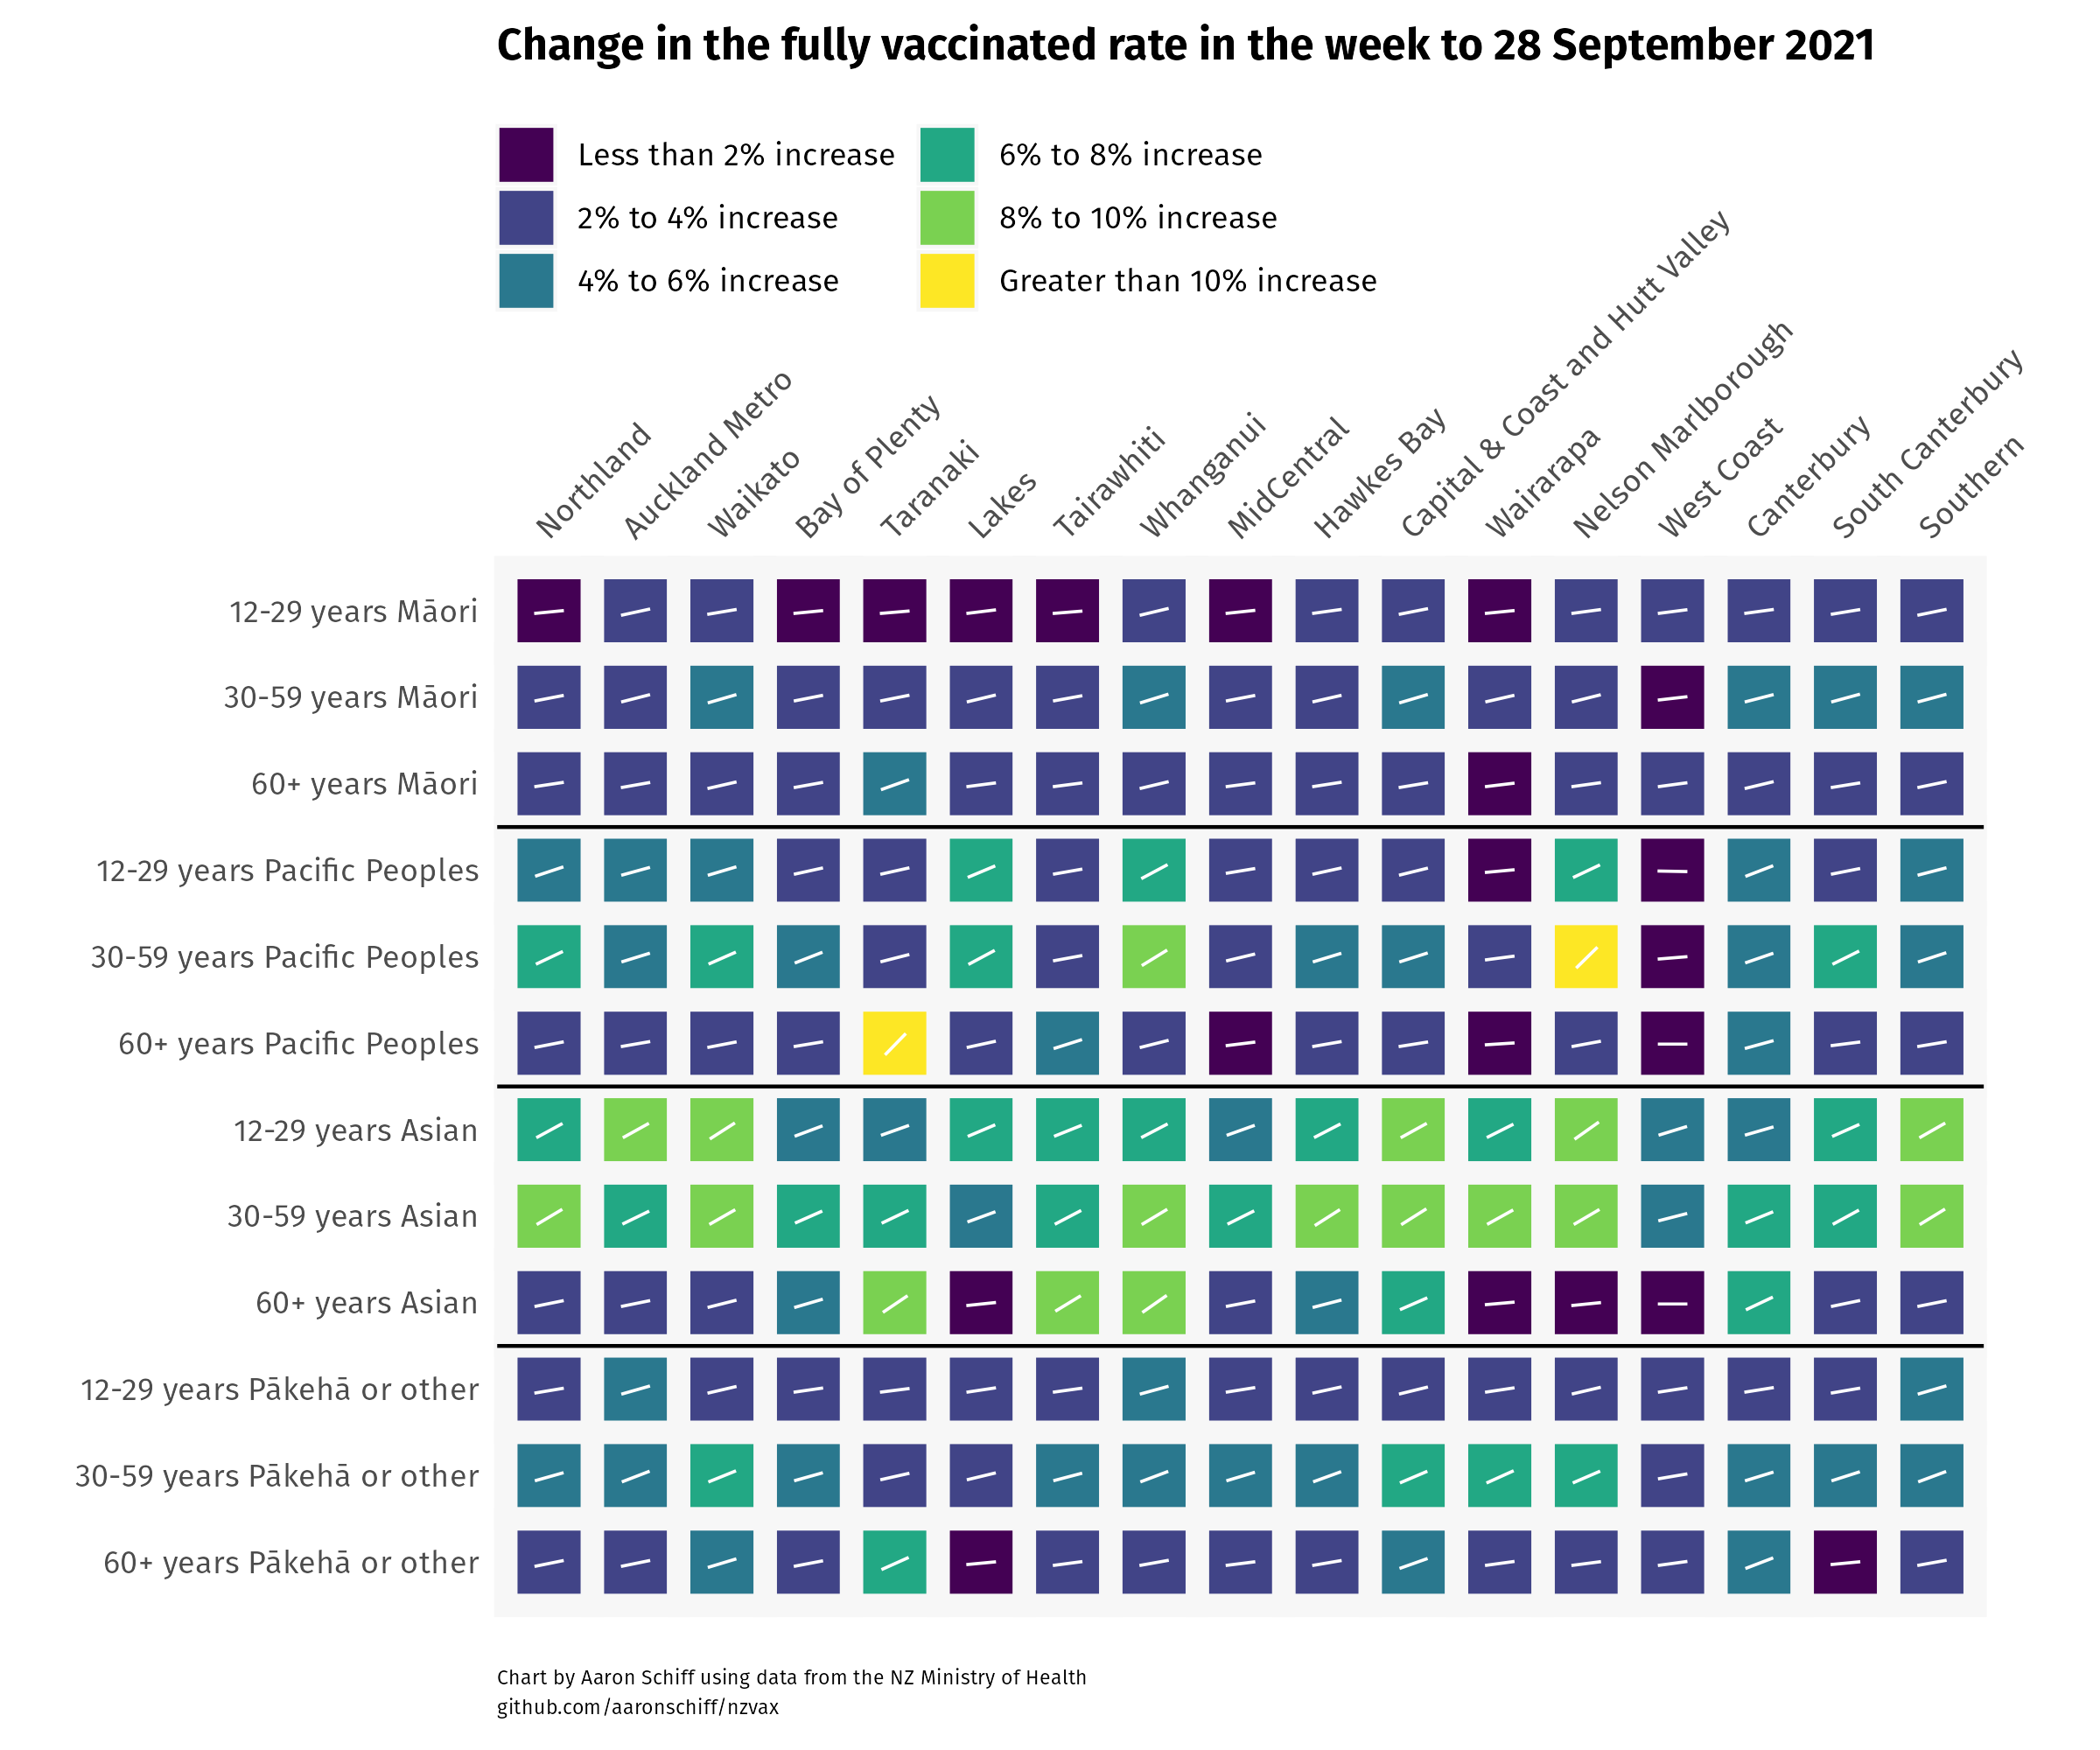 Change in the fully vaccinated rate in the week to 28 September 2021
Less than 2% increase
2% to 4% increase
4% to 6% increase
6% to 8% increase
8% to 10% increase
Greater than 10% increase
Northland
Auckland Metro
Waikato
Bay of Plenty
Taranaki
Lakes
Tairawhiti
Whanganui
MidCentral
Hawkes Bay
Capital & Coast and Hutt Valley
Wairarapa
Nelson Marlborough
West Coast
Canterbury
South Canterbury
Southern
12-29 years Māori
30-59 years Māori
60+ years Māori
12-29 years Pacific Peoples
30-59 years Pacific Peoples
60+ years Pacific Peoples
12-29 years Asian
30-59 years Asian
60+ years Asian
12-29 years Pākehā or other
30-59 years Pākehā or other
60+ years Pākehā or other
Chart by Aaron Schiff using data from the NZ Ministry of Health
github.com/aaronschiff/nzvax